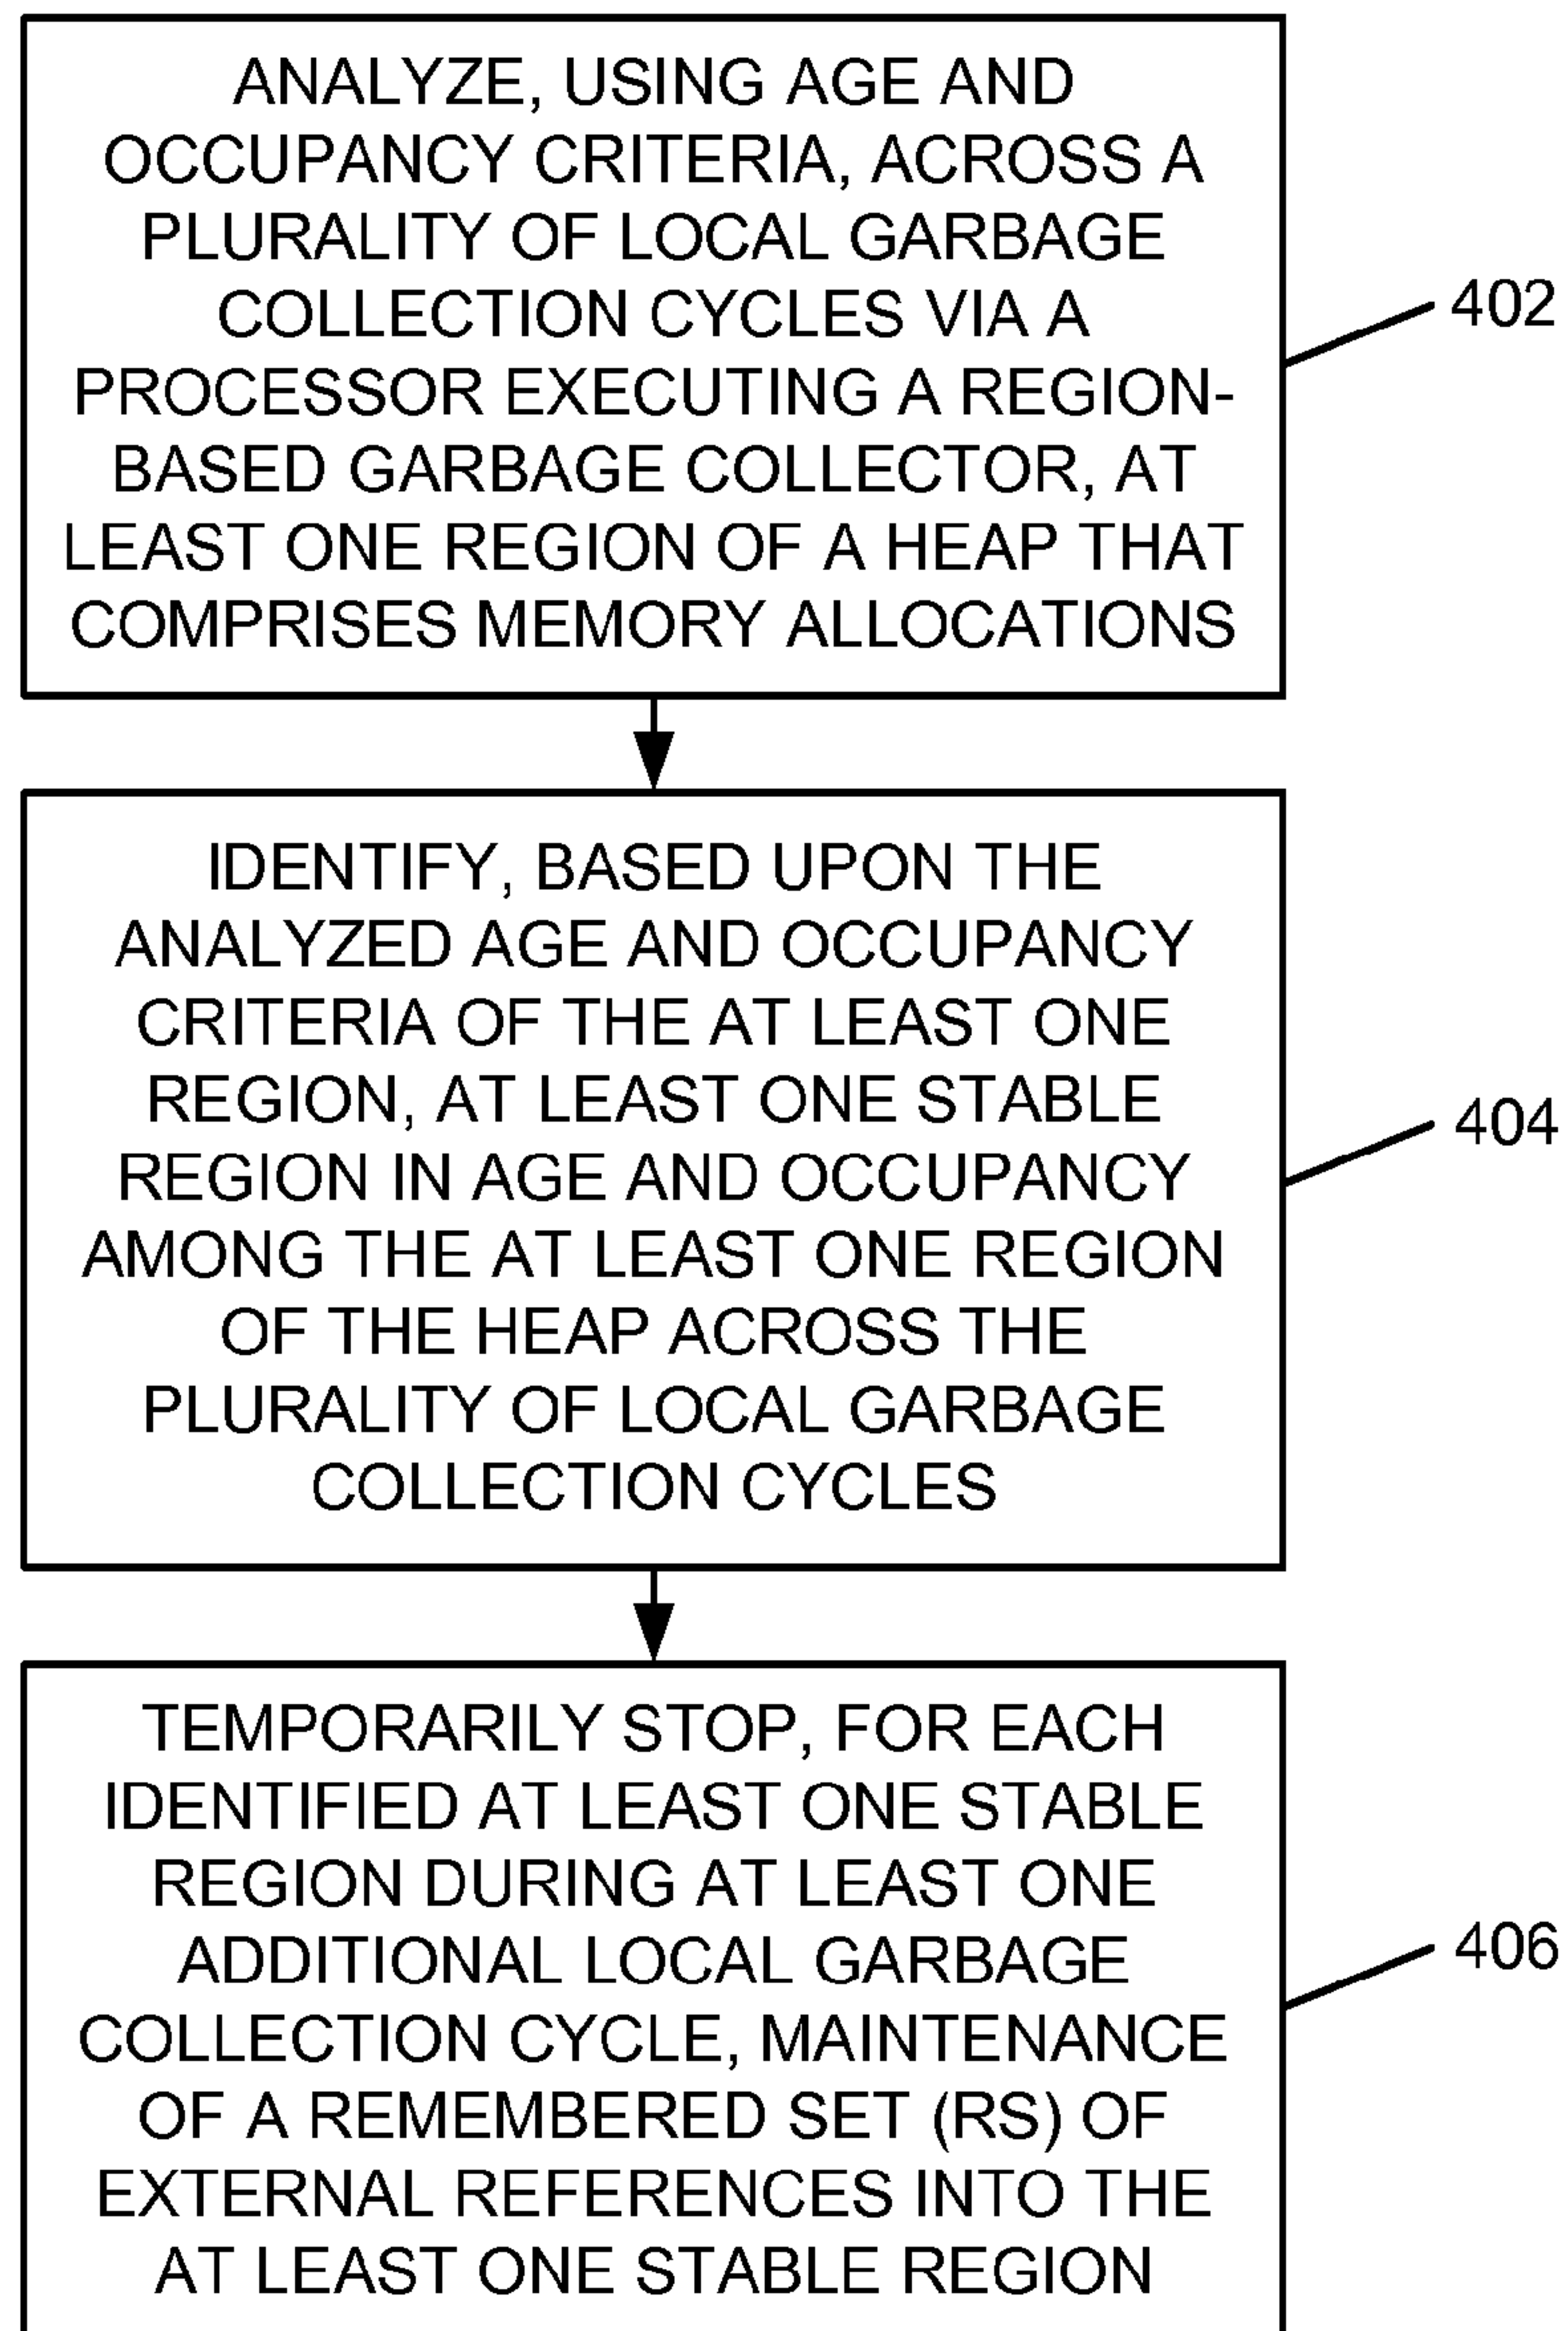 ANALYZE, USING AGE AND
OCCUPANCY CRITERIA, ACROSS A
PLURALITY OF LOCAL GARBAGE
COLLECTION CYCLES VIA A
PROCESSOR EXECUTING A REGION-
BASED GARBAGE COLLECTOR, AT
LEAST ONE REGION OF A HEAP THAT
COMPRISES MEMORY ALLOCATIONS
402
IDENTIFY, BASED UPON THE
ANALYZED AGE AND OCCUPANCY
CRITERIA OF THE AT LEAST ONE
REGION, AT LEAST ONE STABLE
REGION IN AGE AND OCCUPANCY
AMONG THE AT LEAST ONE REGION
OF THE HEAP ACROSS THE
PLURALITY OF LOCAL GARBAGE
COLLECTION CYCLES
404
TEMPORARILY STOP, FOR EACH
IDENTIFIED AT LEAST ONE STABLE
REGION DURING AT LEAST ONE
ADDITIONAL LOCAL GARBAGE
COLLECTION CYCLE, MAINTENANCE
OF A REMEMBERED SET (RS) OF
EXTERNAL REFERENCES INTO THE
AT LEAST ONE STABLE REGION
406